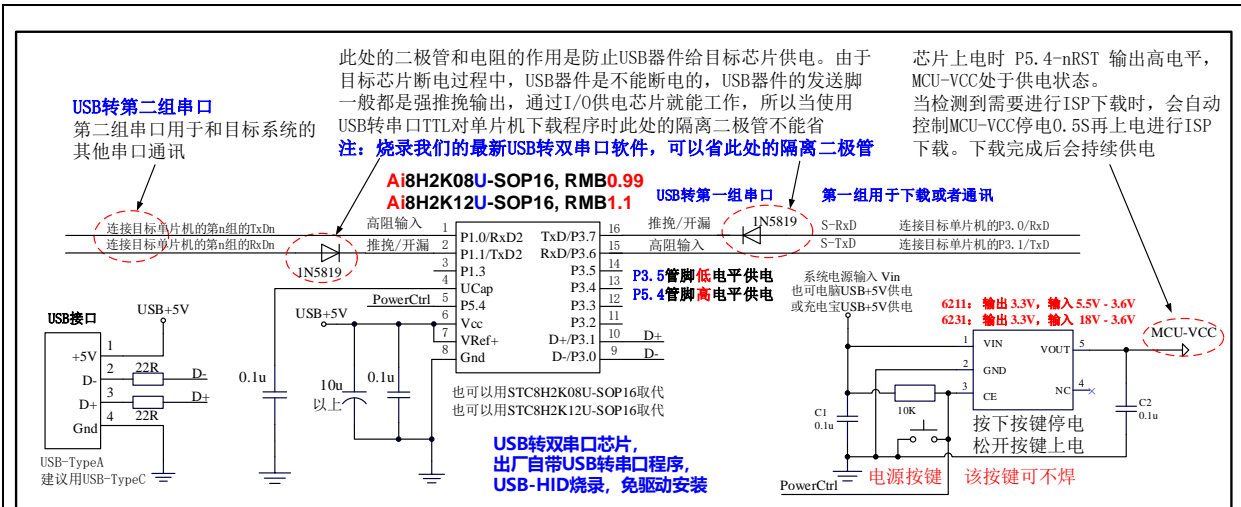 此处的二极管和电阻的作用是防止USB器件给目标芯片供电。由于
目标芯片断电过程中，USB器件是不能断电的，USB器件的发送脚
一般都是强推挽输出，通过I/O供电芯片就能工作，所以当使用
USB转串口TTL对单片机下载程序时此处的隔离二极管不能省
注：烧录我们的最新USB转双串口软件，可以省此处的隔离二极管
芯片上电时 P5.4-nRST 输出高电平，
MCU-VCC处于供电状态。
当检测到需要进行ISP下载时，会自动
控制MCU-VCC停电0.5S再上电进行ISP
下载。下载完成后会持续供电
USB转第二组串口
第二组串口用于和目标系统的
其他串口通讯
Ai8H2K08U-SOP16, RMB0.99
Ai8H2K12U-SOP16, RMB1.1
USB转第一组串口
第一组用于下载或者通讯
连接目标单片机的第n组的TxDn
连接目标单片机的第n组的RxDn
高阻输入
推挽/开漏
1N5819
1
2
3
4
5
6
7
8
P1.0/RxD2
P1.1/TxD2
P1.3
UCap
P5.4
Vcc
VRef+
Gnd
TxD/P3.7
RxD/P3.6
P3.5
P3.4
P3.3
P3.2
D+/P3.1
D-/P3.0
16
15
14
13
12
11
10
9
推挽/开漏
高阻输入
1N5819
S-RxD
S-TxD
连接目标单片机的P3.0/RxD
连接目标单片机的P3.1/TxD
P3.5管脚低电平供电
P5.4管脚高电平供电
D+
D-
PowerCtrl
USB+5V
0.1u
10u
以上
0.1u
也可以用STC8H2K08U-SOP16取代
也可以用STC8H2K12U-SOP16取代
USB转双串口芯片，
出厂自带USB转串口程序，
USB-HID烧录，免驱动安装
USB接口
USB+5V
+5V
D-
D+
Gnd
1
2
3
4
22R
22R
D-
D+
USB-TypeA
建议用USB-TypeC
系统电源输入 Vin
也可电脑USB+5V供电
或充电宝USB+5V供电
6211: 输出 3.3V, 输入 5.5V - 3.6V
6231: 输出 3.3V, 输入 18V - 3.6V
MCU-VCC
1
2
3
VIN
GND
CE
VOUT
NC
5
4
10K
C1
0.1u
C2
0.1u
按下按键停电
松开按键上电
电源按键
该按键可不焊
PowerCtrl